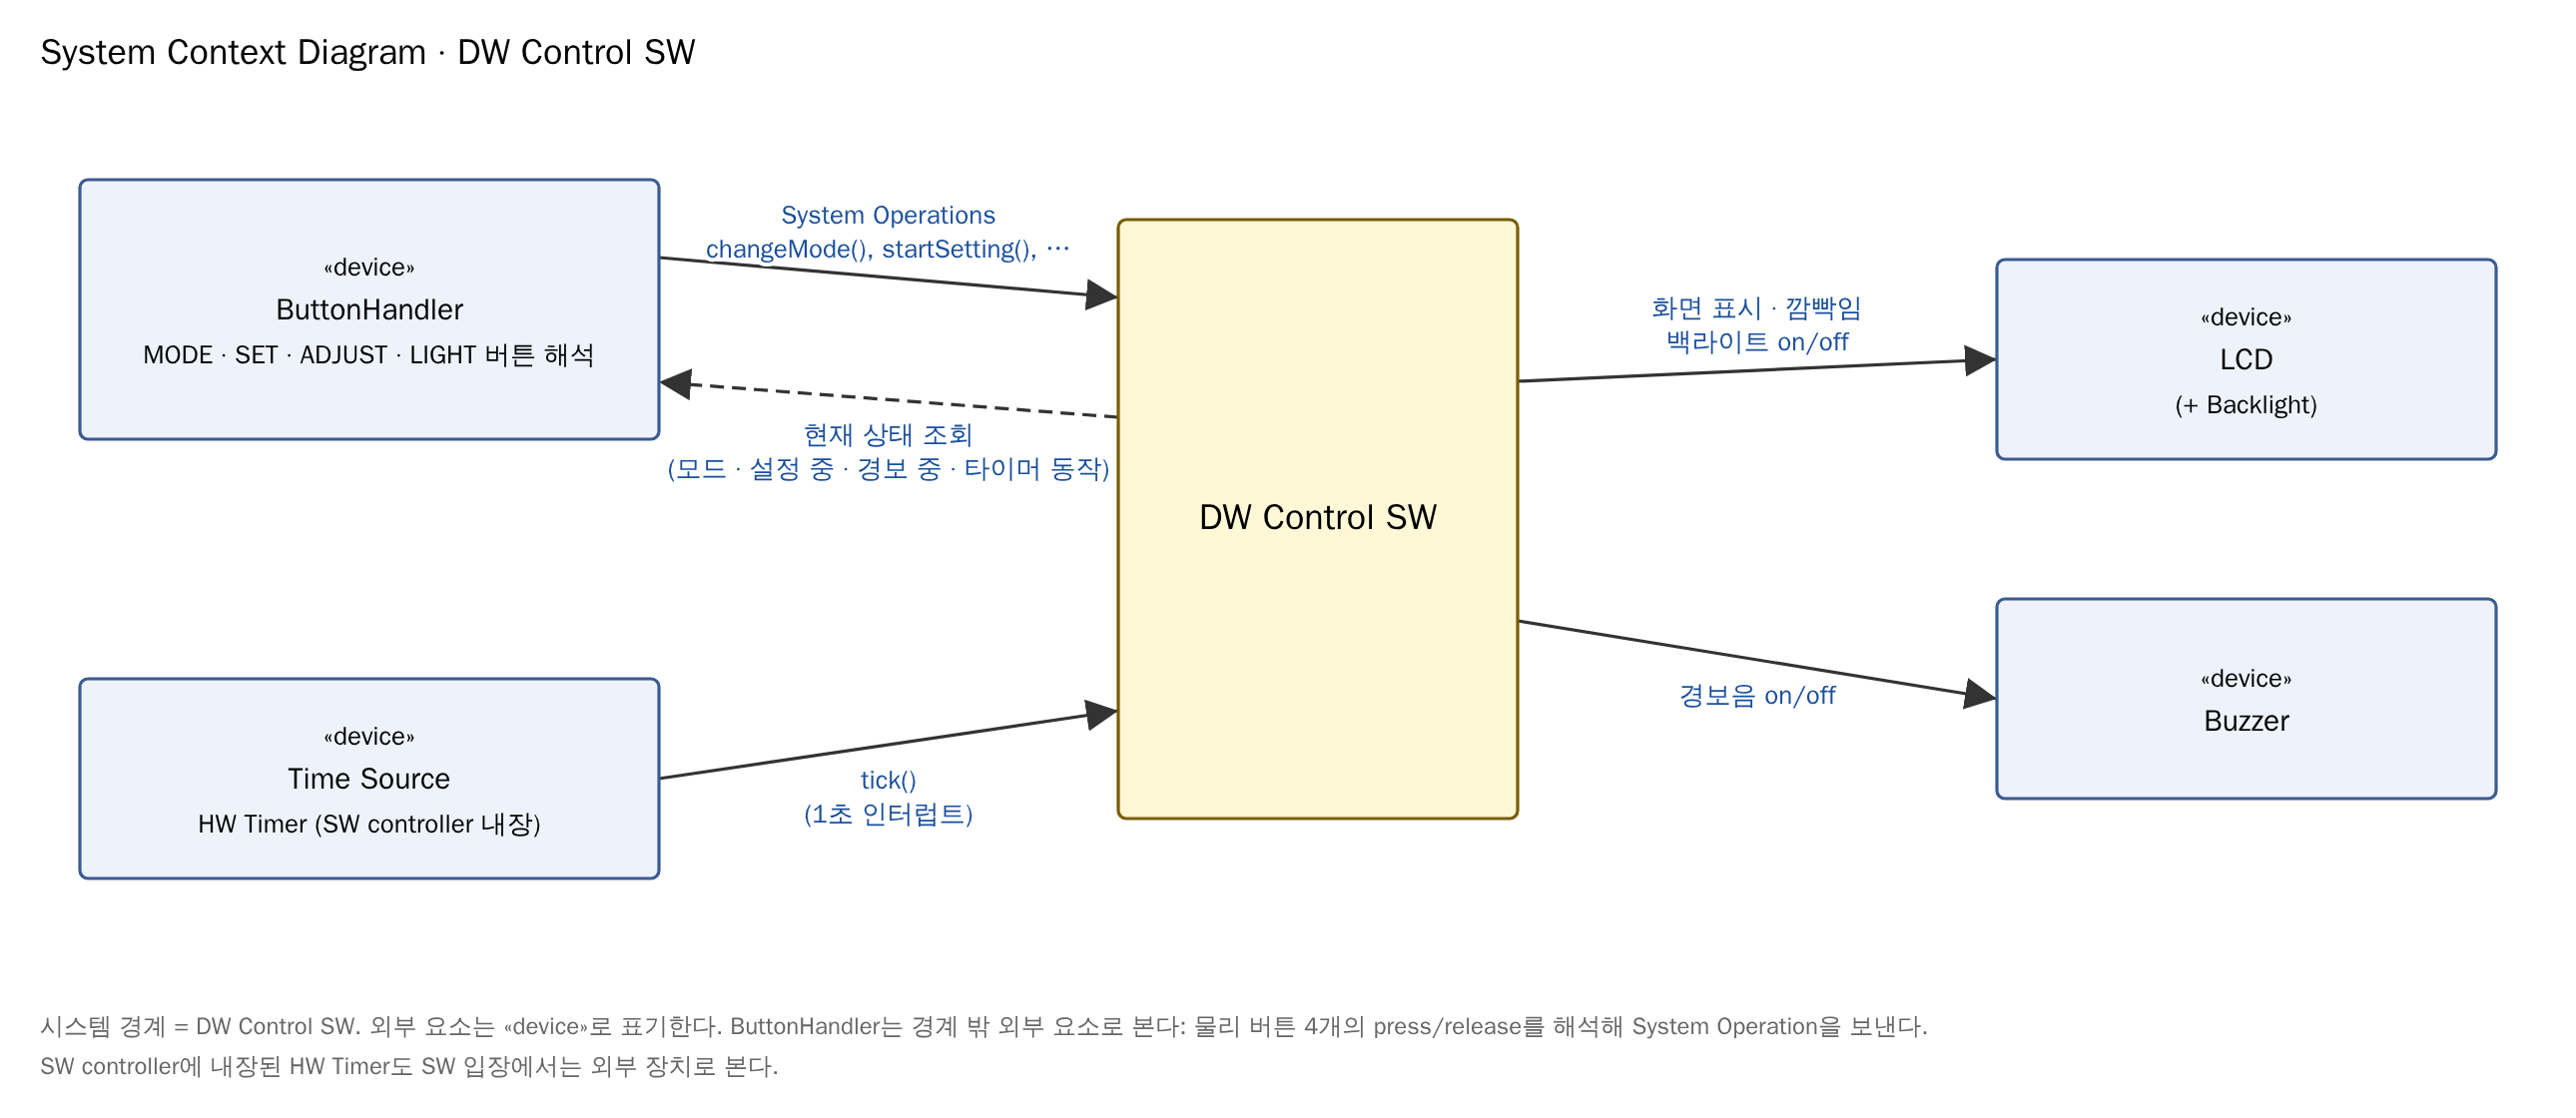 System Context Diagram · DW Control SW
«device»
ButtonHandler
MODE · SET · ADJUST · LIGHT 버튼 해석
System Operations
changeMode(), startSetting(), ⋯
현재 상태 조회
(모드 · 설정 중 · 경보 중 · 타이머 동작)
«device»
Time Source
HW Timer (SW controller 내장)
tick()
(1초 인터럽트)
DW Control SW
화면 표시 · 깜빡임
백라이트 on/off
«device»
LCD
(+ Backlight)
경보음 on/off
«device»
Buzzer
시스템 경계 = DW Control SW. 외부 요소는 «device»로 표기한다. ButtonHandler는 경계 밖 외부 요소로 본다: 물리 버튼 4개의 press/release를 해석해 System Operation을 보낸다.
SW controller에 내장된 HW Timer도 SW 입장에서는 외부 장치로 본다.